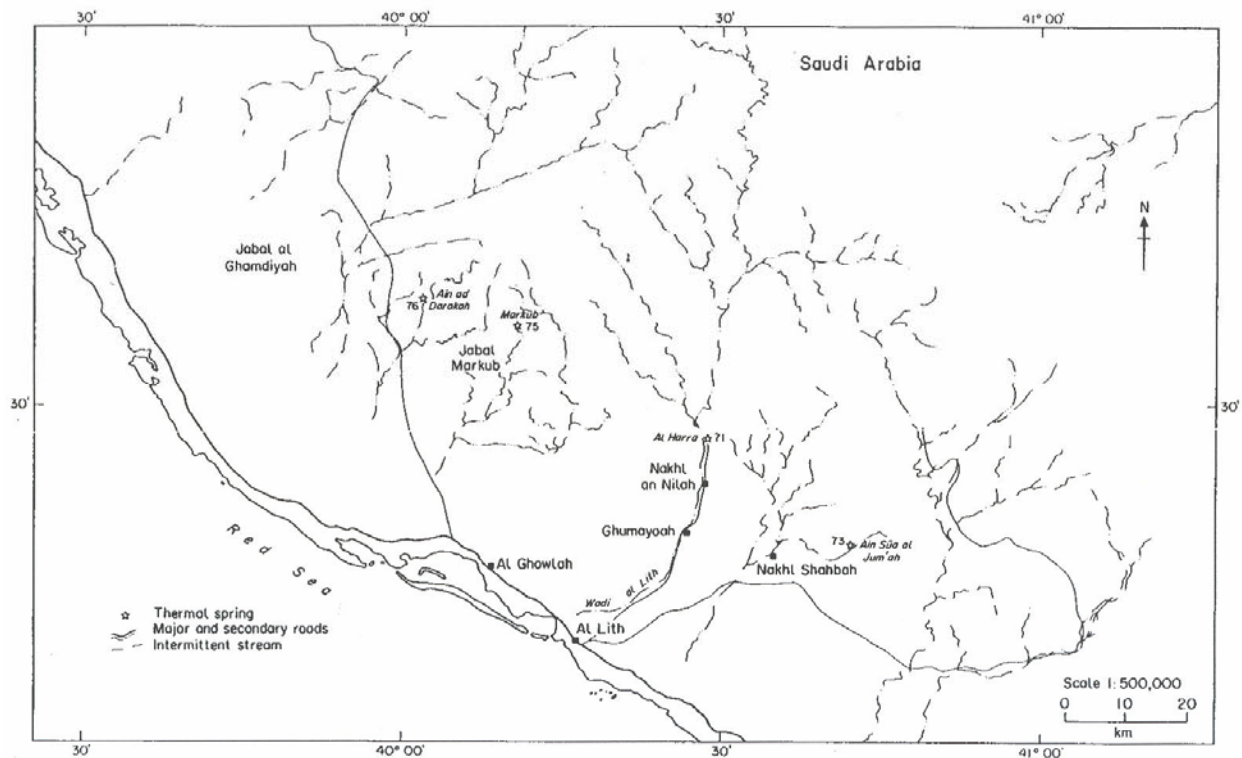 30'
40° 00'
30'
41° 00'
Saudi Arabia
N
Jabal al
Ghamdiyah
76
Ain ad
Darakah
Markub
75
Jabal
Markub
30'
30'
Al Harra
71
Nakhl
an Nilah
Ghumayqah
73
Ain Sūa al
Jum'ah
Nakhl Shahbah
Al Ghowlah
Wadi al Lith
Al Lith
Red Sea
Thermal spring
Major and secondary roads
Intermittent stream
Scale 1:500,000
0 10 20
km
30'
40° 00'
30'
41° 00'